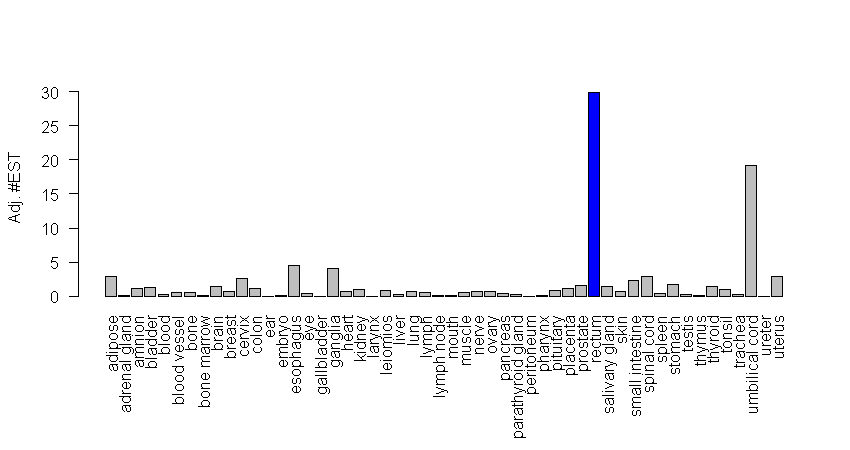 Adj. #EST
30
25
20
15
10
5
0
adipose
adrenal gland
amnion
bladder
blood
blood vessel
bone
bone marrow
brain
breast
cervix
colon
ear
embryo
esophagus
eye
gallbladder
ganglia
heart
kidney
larynx
leiomios
liver
lung
lymph
lymph node
mouth
muscle
nerve
ovary
pancreas
parathyroid gland
peritoneum
pharynx
pituitary
placenta
prostate
rectum
salivary gland
skin
small intestine
spinal cord
spleen
stomach
testis
thymus
thyroid
tonsil
trachea
umbilical cord
ureter
uterus